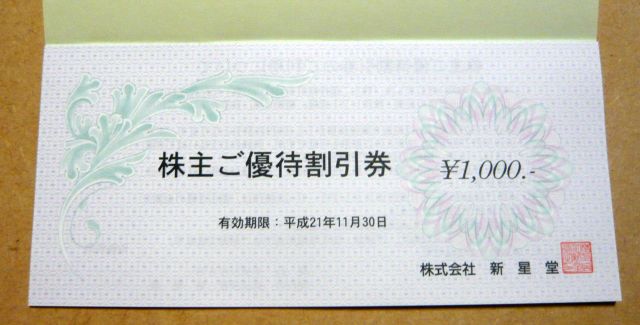 株主ご優待割引券
¥1,000.-
有効期限：平成21年11月30日
株式会社 新星堂